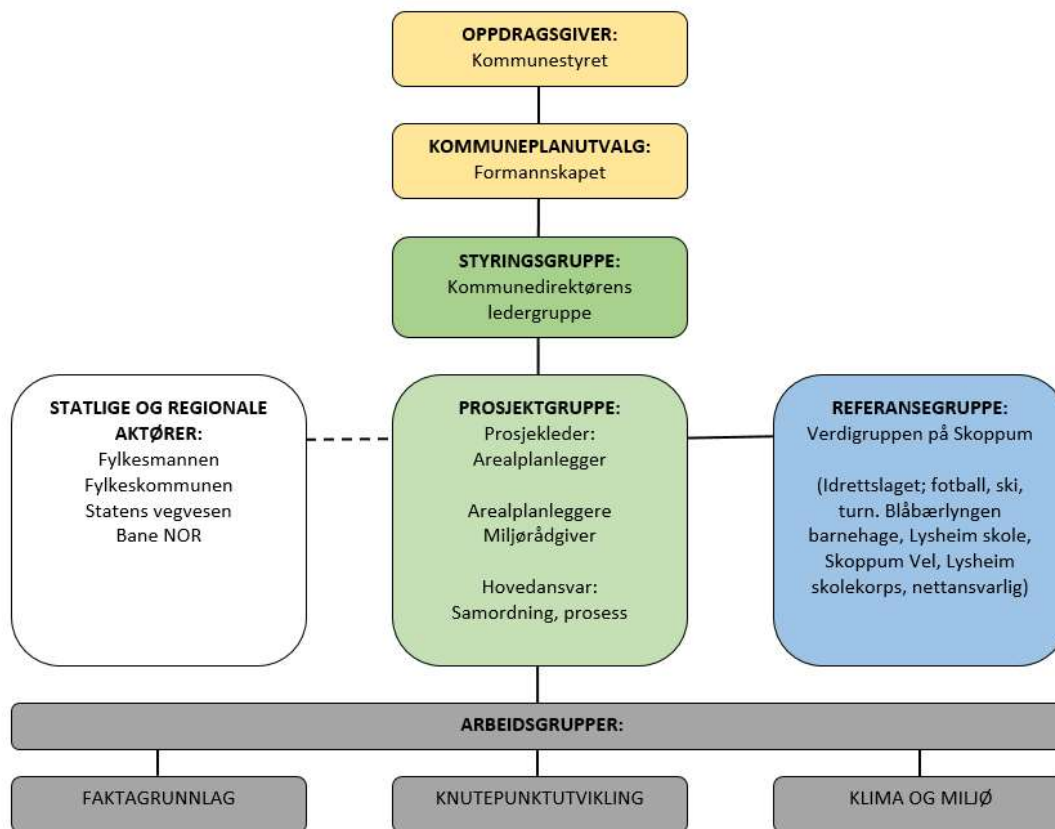 OPPDRAGSGIVER:
Kommunestyret
KOMMUNEPLANUTVALG:
Formannskapet
STYRINGSGRUPPE:
Kommunedirektørens
ledergruppe
STATLIGE OG REGIONALE
AKTØRER:
Fylkesmannen
Fylkeskommunen
Statens vegvesen
Bane NOR
PROSJEKTGRUPPE:
Prosjekleder:
Arealplanlegger
Arealplanleggere
Miljørådgiver
Hovedansvar:
Samordning, prosess
REFERANSEGRUPPE:
Verdigruppen på Skoppum
(Idrettslaget; fotball, ski,
turn. Blåbærlyngen
barnehage, Lysheim skole,
Skoppum Vel, Lysheim
skolekorps, nettansvarlig)
ARBEIDSGRUPPER:
FAKTAGRUNNLAG
KNUTEPUNKTUTVIKLING
KLIMA OG MILJØ